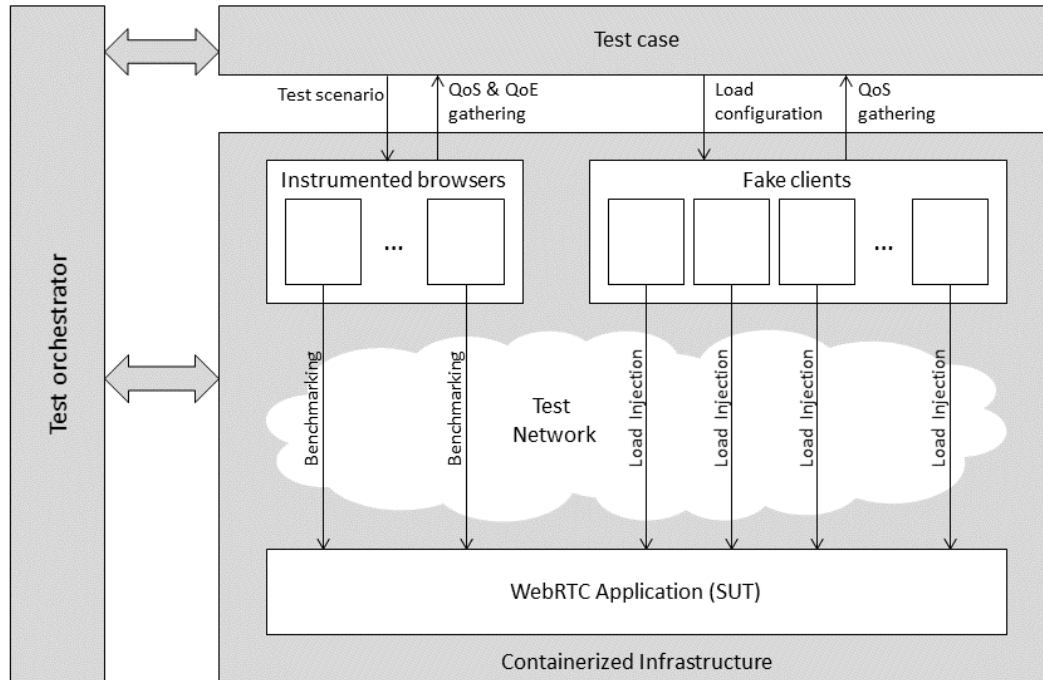 Test orchestrator
Test case
Test scenario
QoS & QoE
gathering
Load
configuration
QoS
gathering
Instrumented browsers
...
Fake clients
...
Benchmarking
Benchmarking
Test
Network
Load Injection
Load Injection
Load Injection
Load Injection
WebRTC Application (SUT)
Containerized Infrastructure